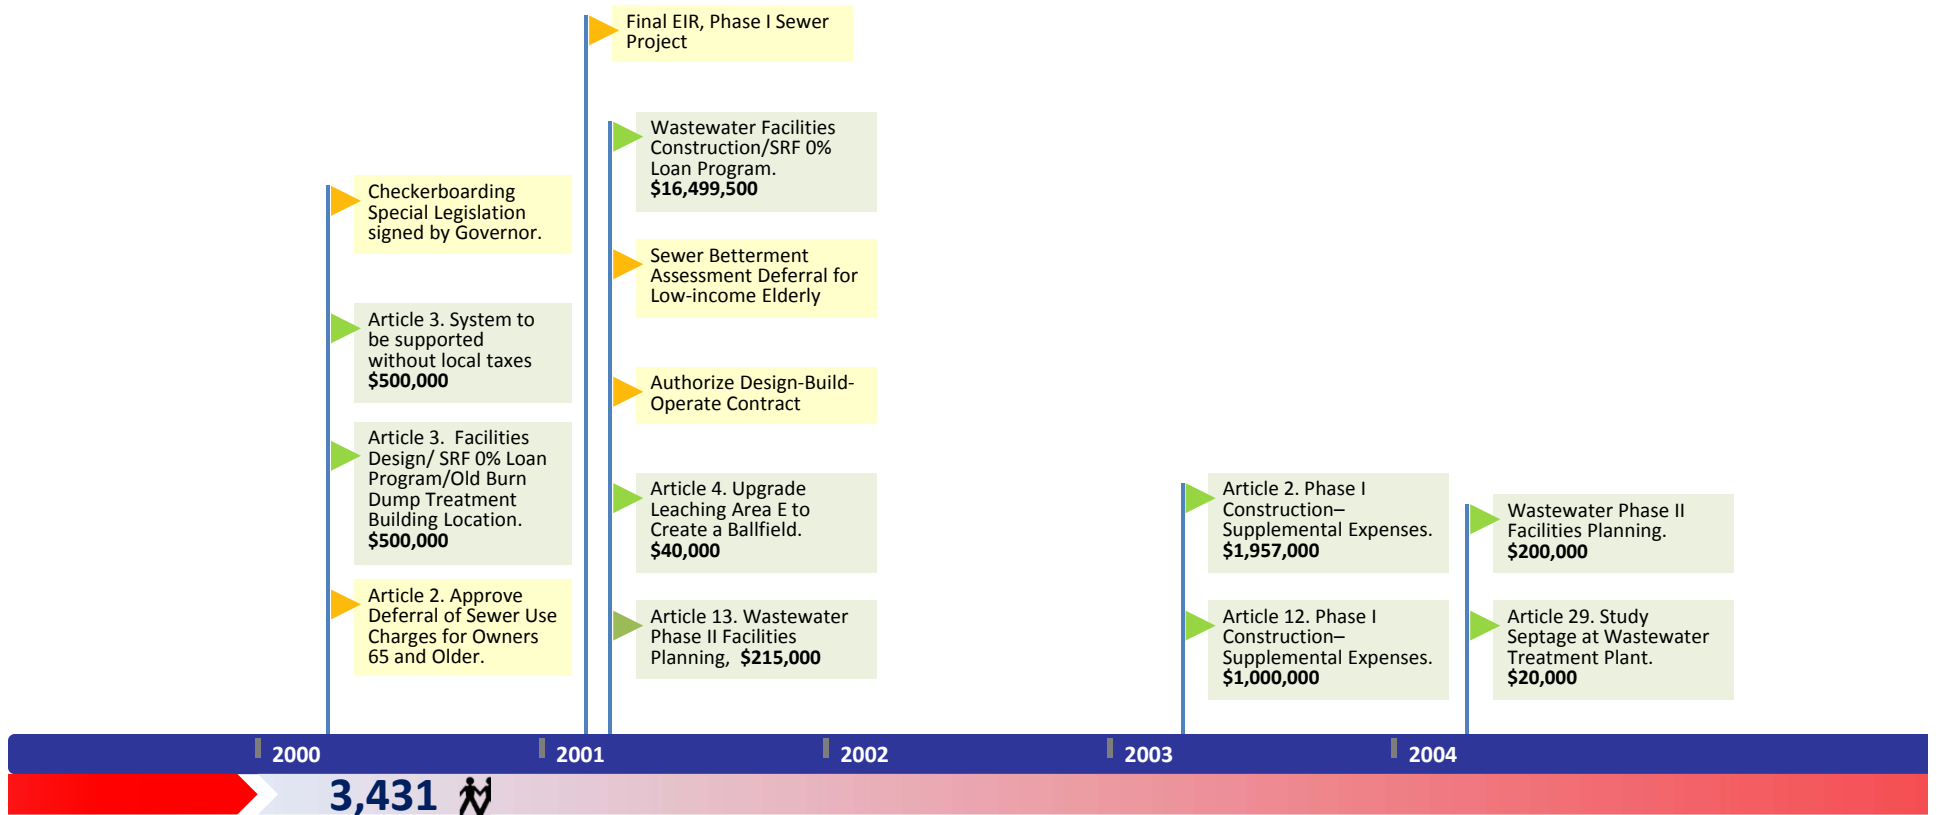 Final EIR, Phase I Sewer
Project
Wastewater Facilities
Construction/SRF 0%
Loan Program.
$16,499,500
Checkerboarding
Special Legislation
signed by Governor.
Sewer Betterment
Assessment Deferral for
Low-income Elderly
Article 3. System to
be supported
without local taxes
$500,000
Authorize Design-Build-
Operate Contract
Article 3.  Facilities
Design/ SRF 0% Loan
Program/Old Burn
Dump Treatment
Building Location.
$500,000
Article 4. Upgrade
Leaching Area E to
Create a Ballfield.
$40,000
Article 2. Phase I
Construction–
Supplemental Expenses.
$1,957,000
Wastewater Phase II
Facilities Planning.
$200,000
Article 2. Approve
Deferral of Sewer Use
Charges for Owners
65 and Older.
Article 13. Wastewater
Phase II Facilities
Planning,  $215,000
Article 12. Phase I
Construction–
Supplemental Expenses.
$1,000,000
Article 29. Study
Septage at Wastewater
Treatment Plant.
$20,000
2000
2001
2002
2003
2004
3,431